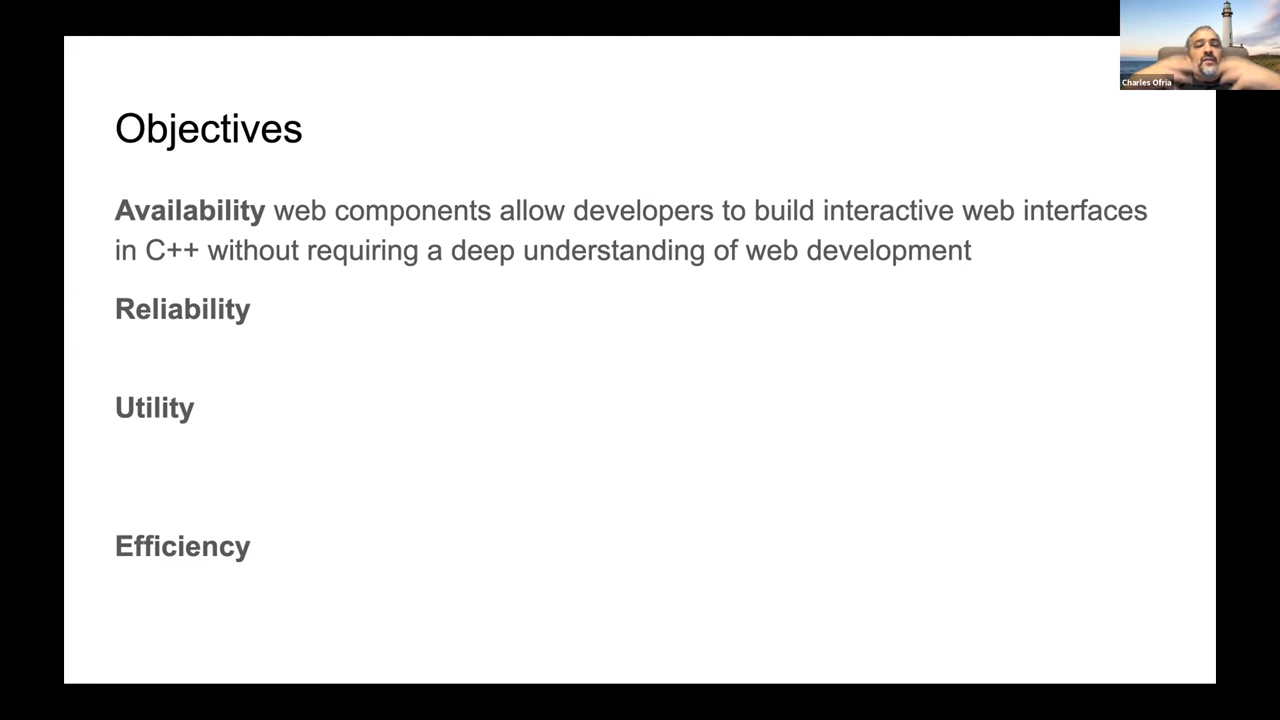 Charles Ofria
Objectives
Availability web components allow developers to build interactive web interfaces
in C++ without requiring a deep understanding of web development
Reliability
Utility
Efficiency